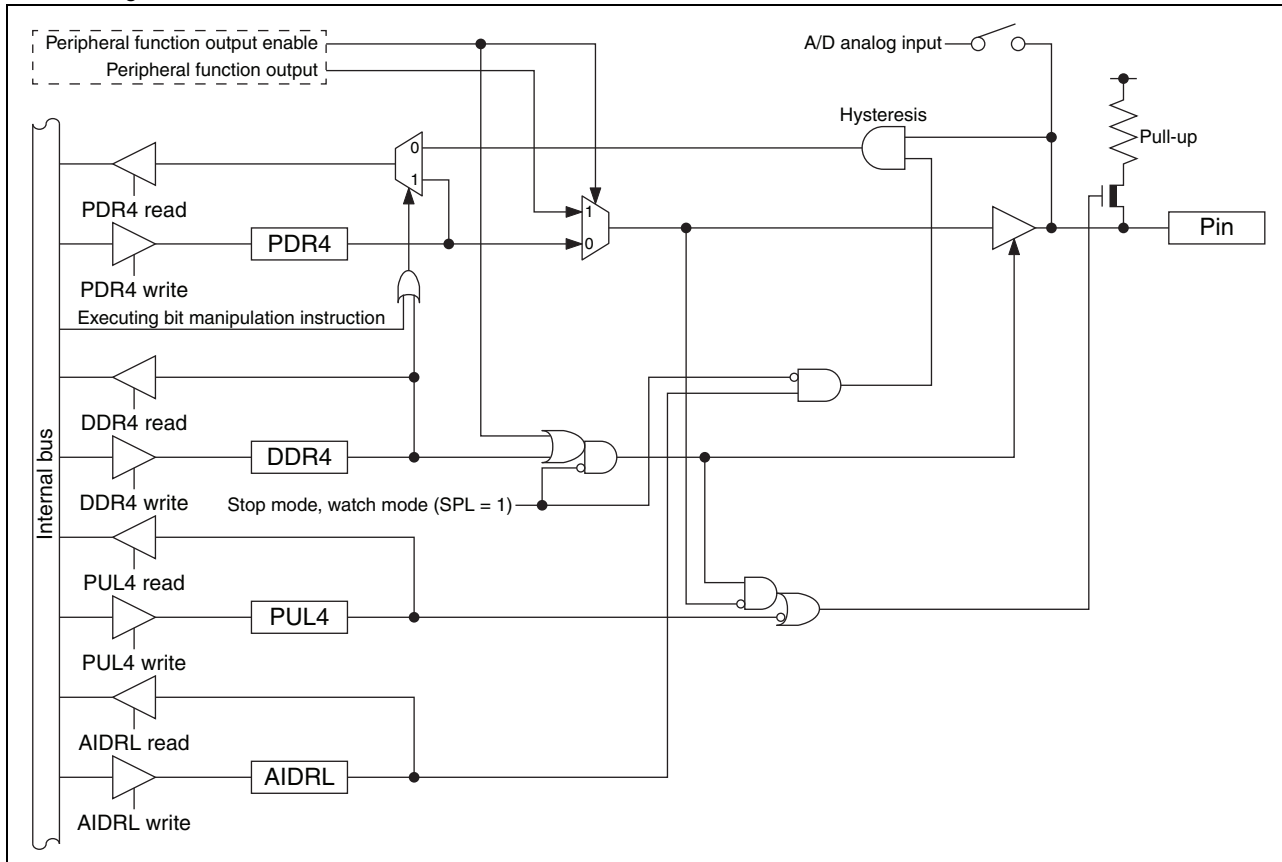 Peripheral function output enable
Peripheral function output
A/D analog input
Hysteresis
Pull-up
0
1
PDR4 read
1
0
PDR4
Pin
PDR4 write
Executing bit manipulation instruction
DDR4 read
Internal bus
DDR4
DDR4 write
Stop mode, watch mode (SPL = 1)
PUL4 read
PUL4
PUL4 write
AIDRL read
AIDRL
AIDRL write